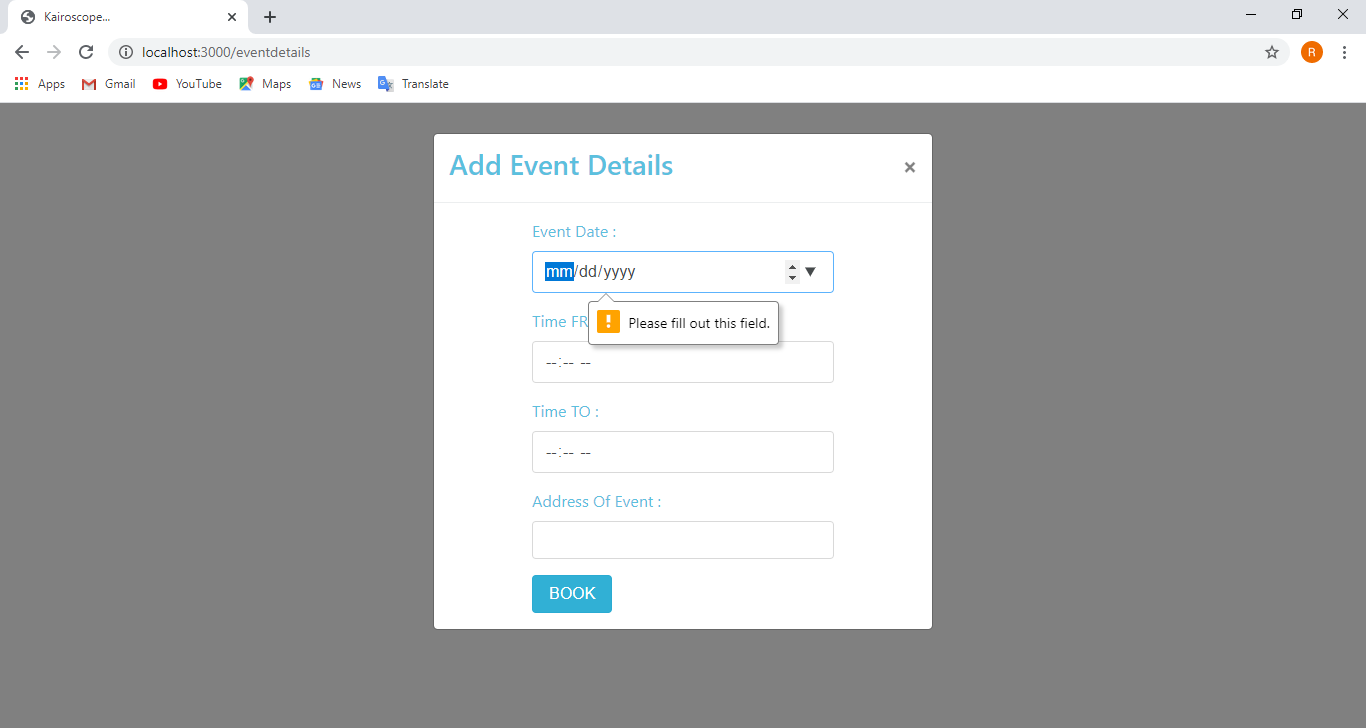 Kairoscope...
localhost:3000/eventdetails
R
Apps Gmail YouTube Maps News Translate
Add Event Details ×
Event Date :
mm/dd/yyyy
Please fill out this field.
Time FR
--:-- --
Time TO :
--:-- --
Address Of Event :
BOOK